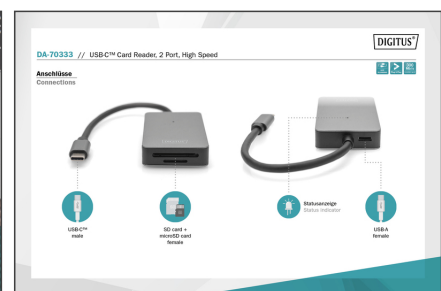 DIGITUS®
DA-70333 // USB-C™ Card Reader, 2 Port, High Speed
Anschlüsse
Connections
USB-C™
male
SD card +
microSD card
female
Statusanzeige
Status indicator
USB-A
female